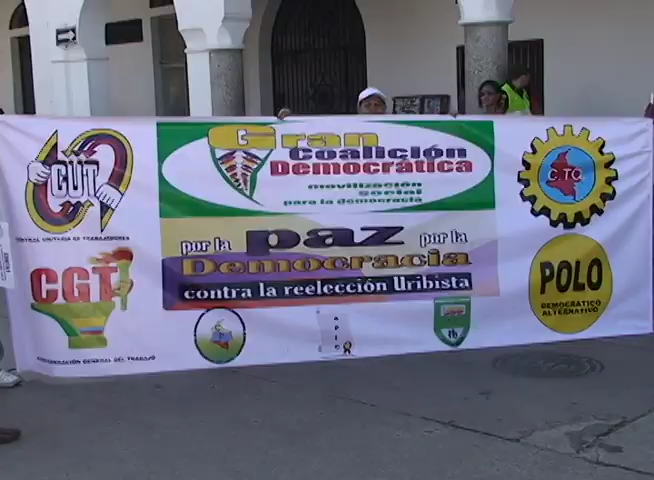 CUT
CENTRAL UNITARIA DE TRABAJADORES
CGT
CONFEDERACIÓN GENERAL DEL TRABAJO
Gran
Coalición
Democrática
movilización
social
para la democracia
por la paz por la
Democracia
contra la reelección Uribista
CTC
POLO
DEMOCRÁTICO
ALTERNATIVO